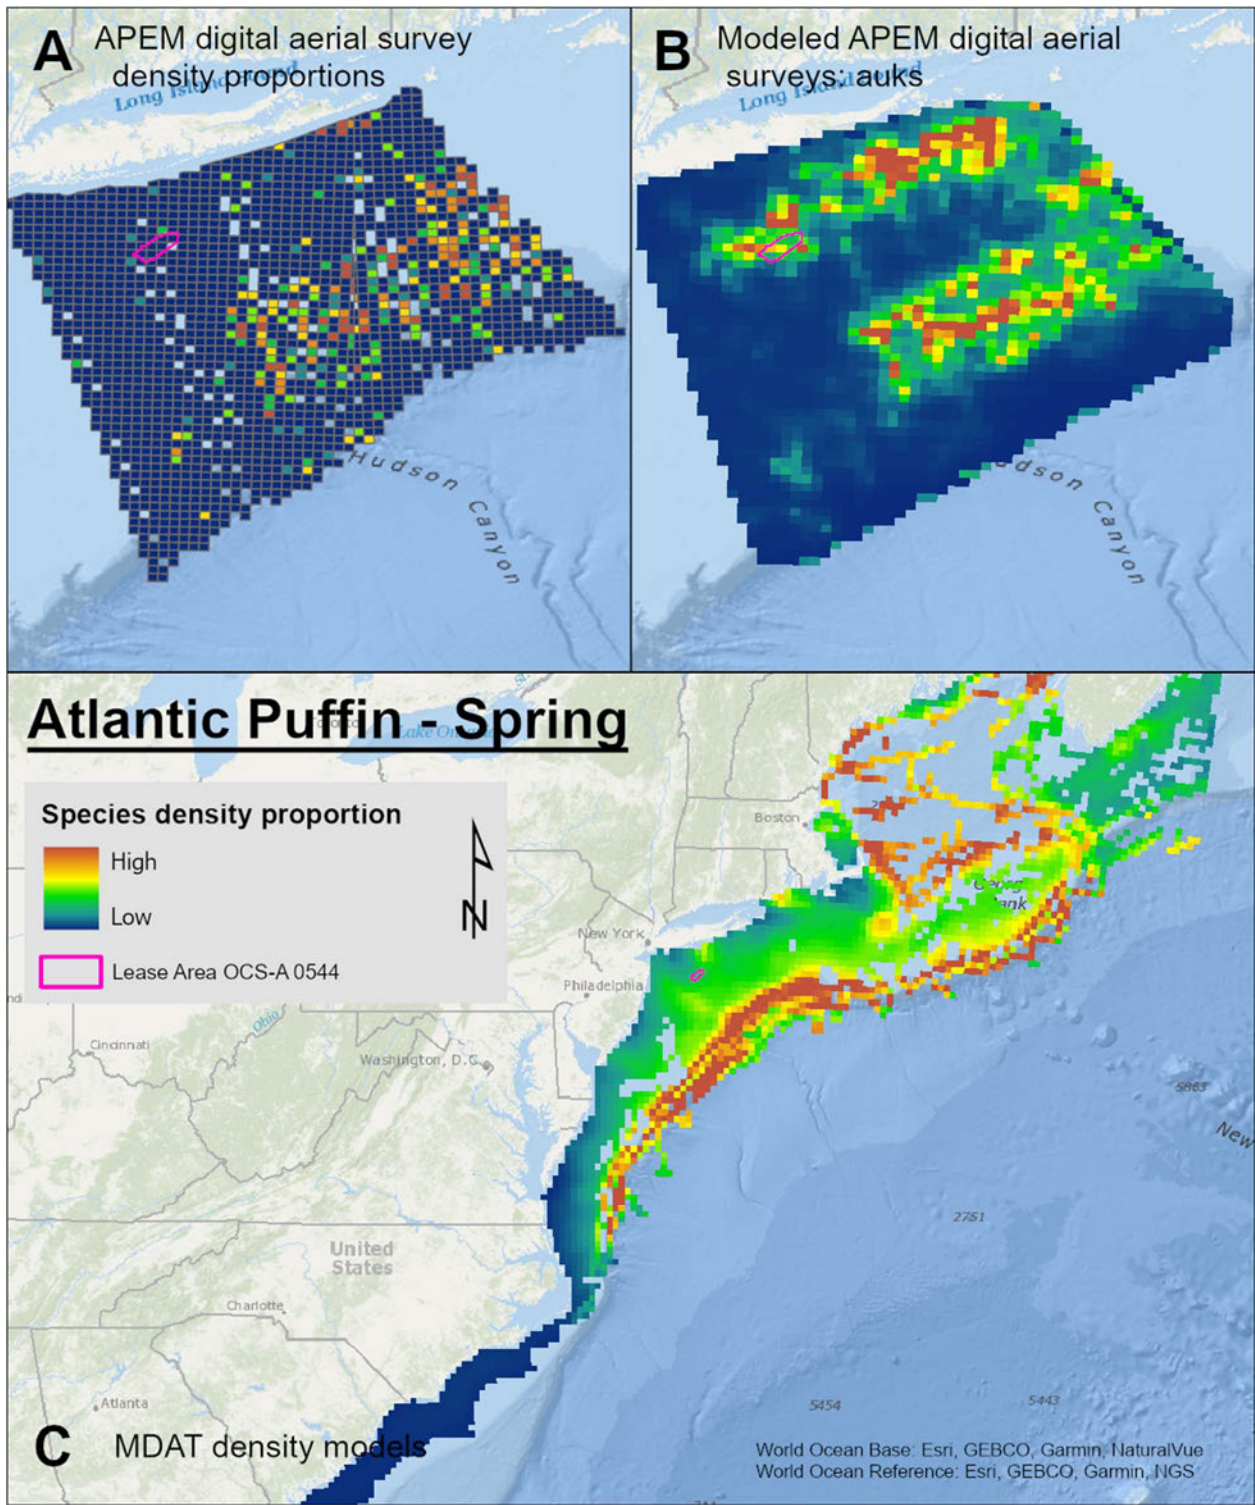 A
APEM digital aerial survey
density proportions
Long Island Sound
Hudson Canyon
B
Modeled APEM digital aerial
surveys: auks
Long Island Sound
Canyon
Atlantic Puffin - Spring
Species density proportion
High
Low
Lease Area OCS-A 0544
N
Boston
New York
Philadelphia
Ohio
Cincinnati
Washington, D.C.
5863
New
2751
United
States
Charlotte
Atlanta
5454
5443
C
MDAT density models
World Ocean Base: Esri, GEBCO, Garmin, NaturalVue
World Ocean Reference: Esri, GEBCO, Garmin, NGS